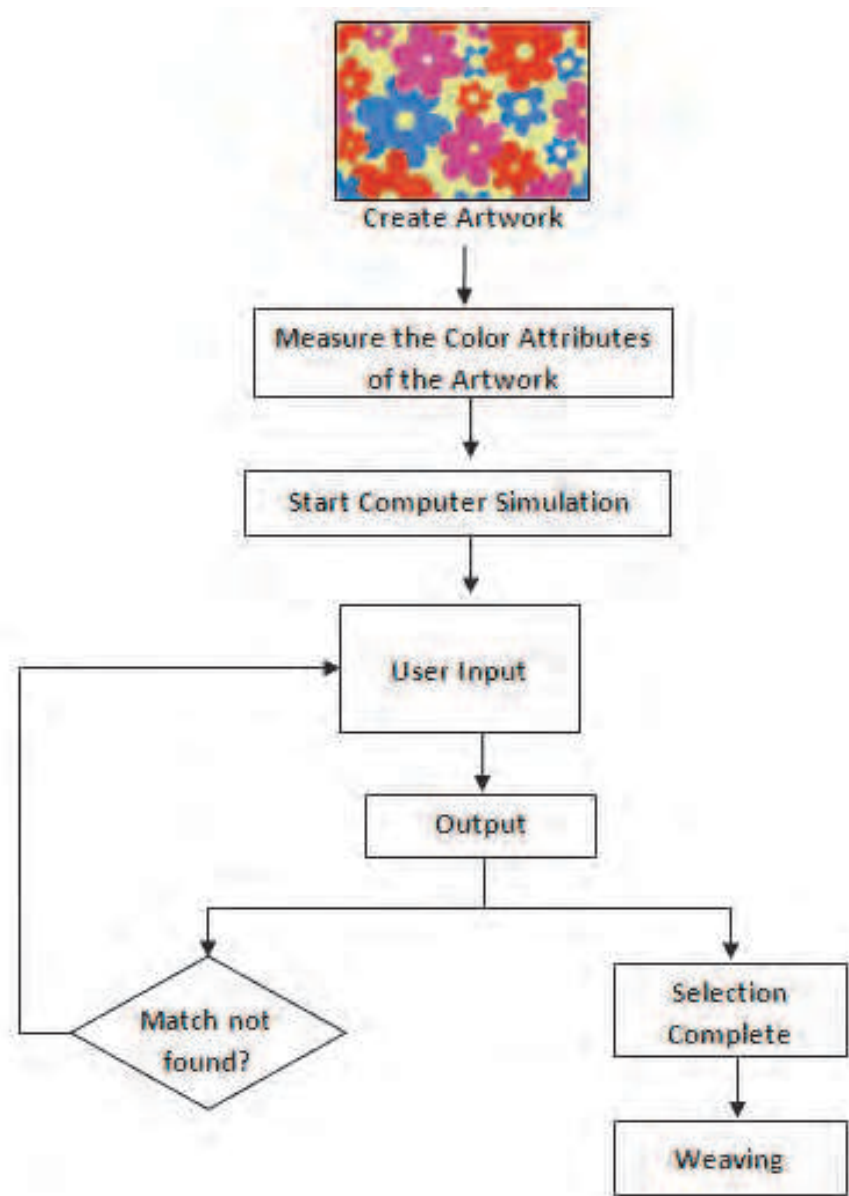 Create Artwork
Measure the Color Attributes
of the Artwork
Start Computer Simulation
User Input
Output
Match not
found?
Selection
Complete
Weaving